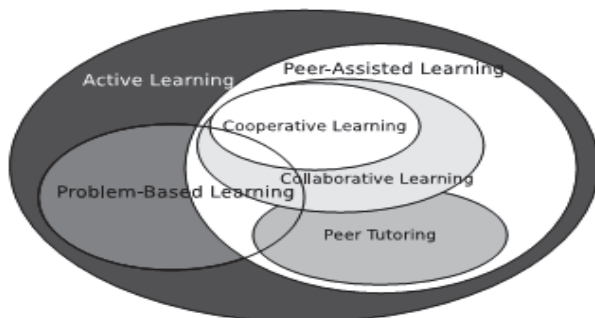 Peer-Assisted Learning
Active Learning
Cooperative Learning
Collaborative Learning
Problem-Based Learning
Peer Tutoring